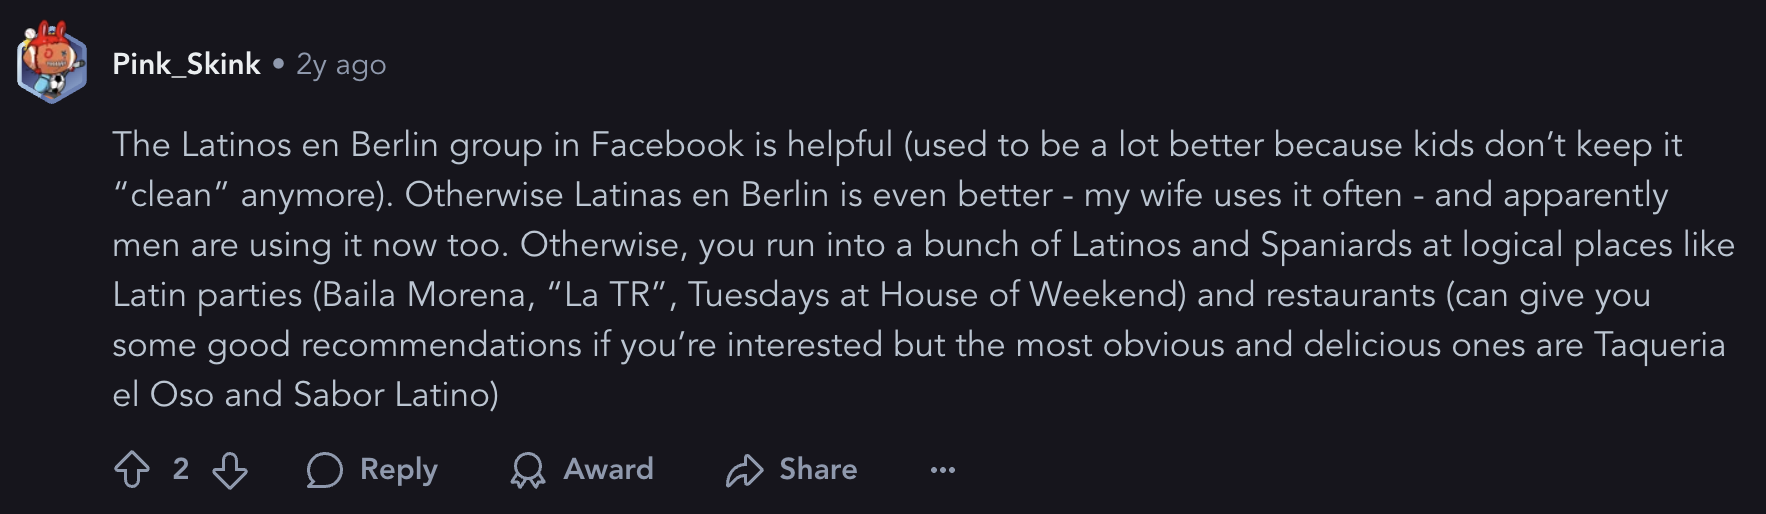 Pink_Skink • 2y ago
The Latinos en Berlin group in Facebook is helpful (used to be a lot better because kids don’t keep it
“clean” anymore). Otherwise Latinas en Berlin is even better - my wife uses it often - and apparently
men are using it now too. Otherwise, you run into a bunch of Latinos and Spaniards at logical places like
Latin parties (Baila Morena, “La TR”, Tuesdays at House of Weekend) and restaurants (can give you
some good recommendations if you’re interested but the most obvious and delicious ones are Taqueria
el Oso and Sabor Latino)
2 Reply Award Share ...